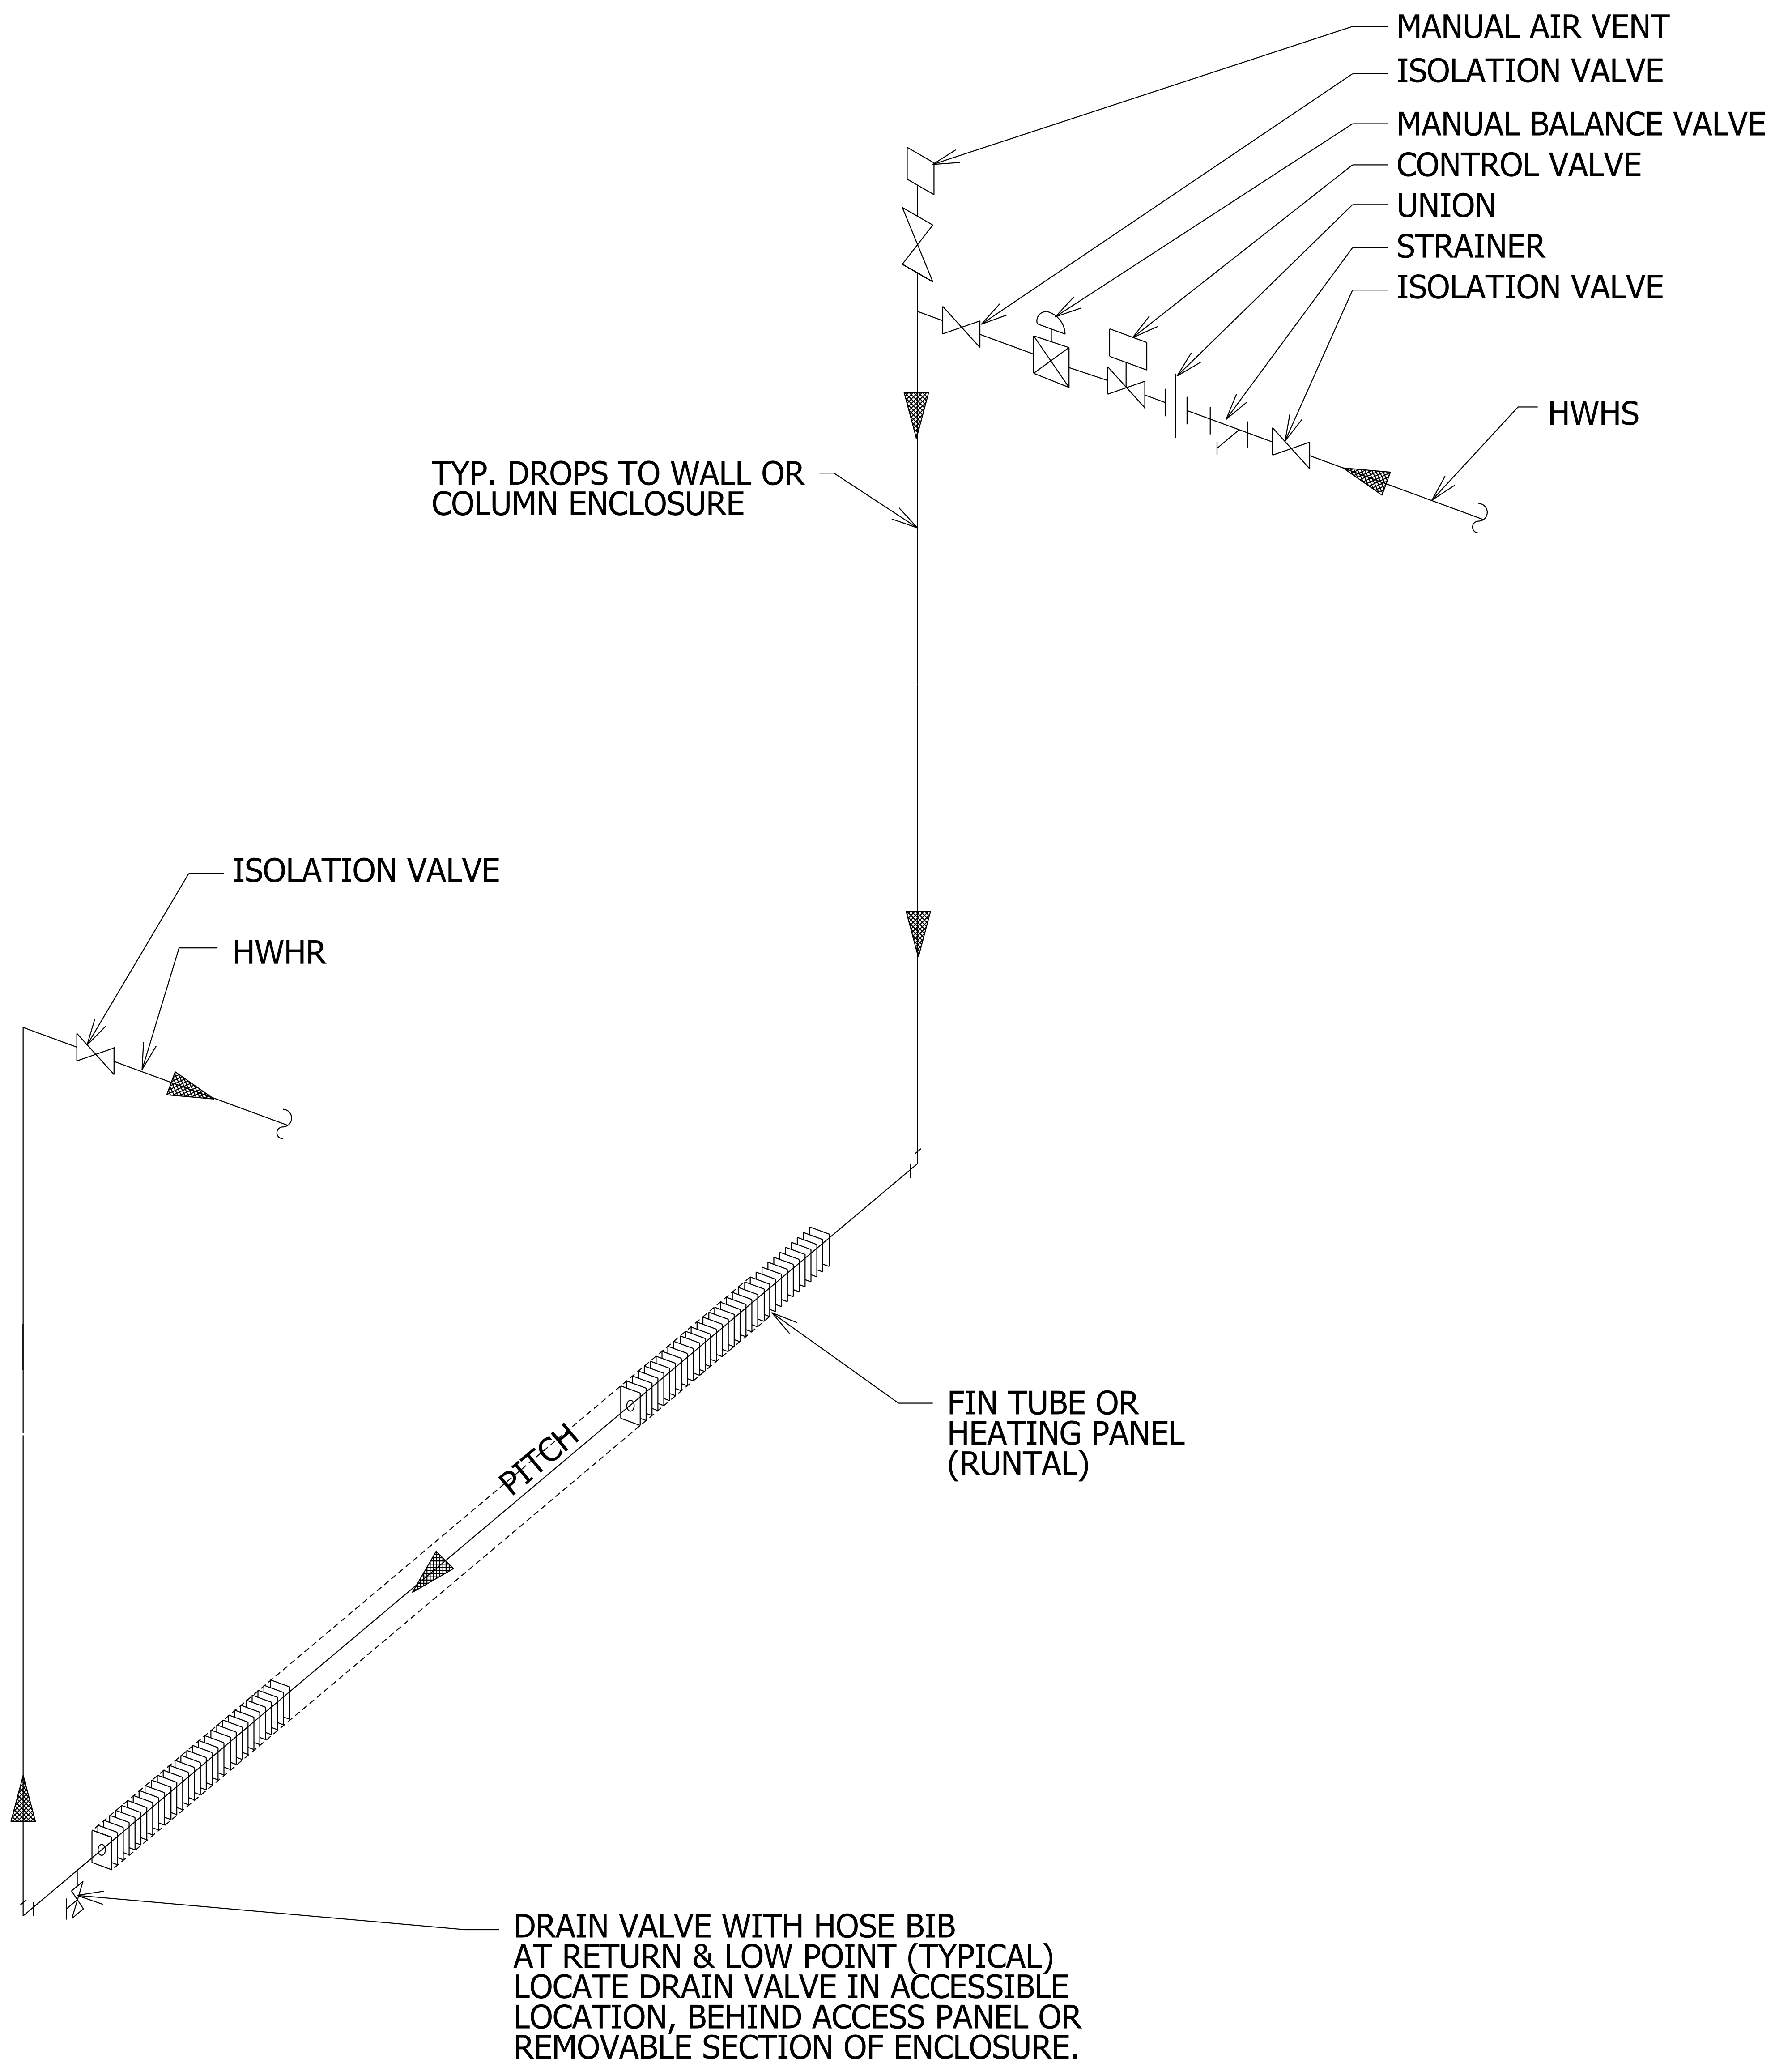 MANUAL AIR VENT
ISOLATION VALVE
MANUAL BALANCE VALVE
CONTROL VALVE
UNION
STRAINER
ISOLATION VALVE
HWHS
TYP. DROPS TO WALL OR
COLUMN ENCLOSURE
ISOLATION VALVE
HWHR
FIN TUBE OR
HEATING PANEL
(RUNTAL)
PITCH
DRAIN VALVE WITH HOSE BIB
AT RETURN & LOW POINT (TYPICAL)
LOCATE DRAIN VALVE IN ACCESSIBLE
LOCATION, BEHIND ACCESS PANEL OR
REMOVABLE SECTION OF ENCLOSURE.